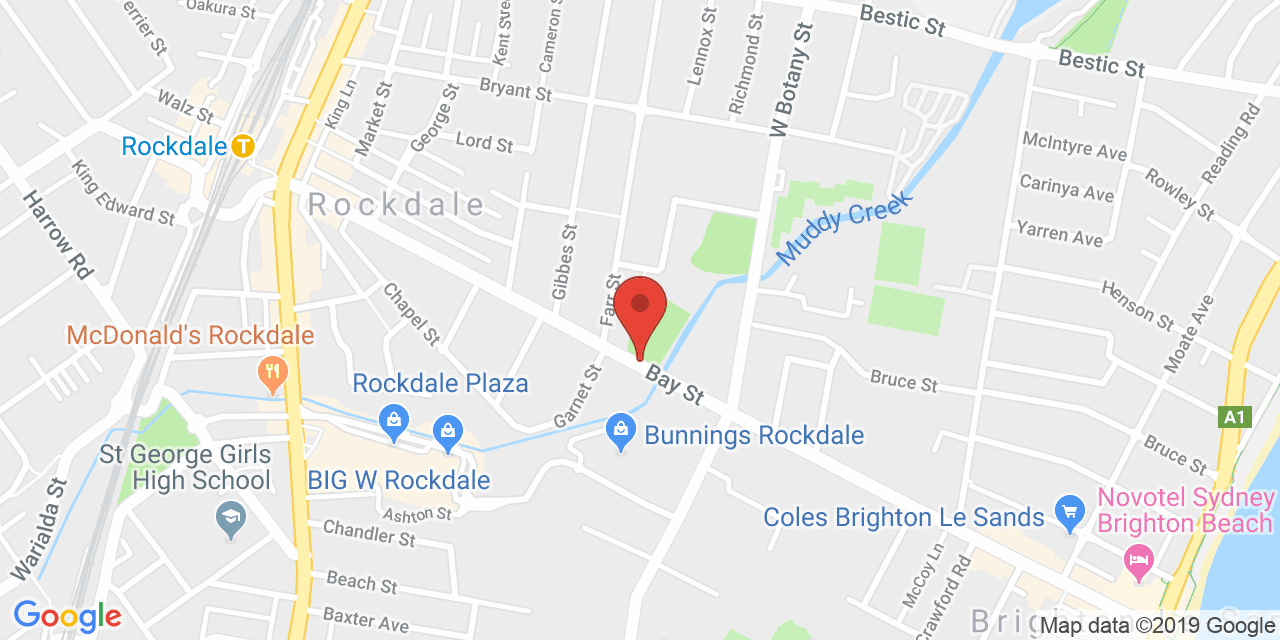 Oakura St
Ferrier St
Kent Street
Cameron S
Lennox St
Richmond St
W Botany St
Bestic St
Bestic St
Walz St
King Ln
Market St
George St
Bryant St
Lord St
Rockdale T
McIntyre Ave
Reading Rd
King Edward St
Harrow Rd
Rockdale
Carinya Ave
Rowley St
Muddy Creek
Yarren Ave
Gibbes St
Farr St
Chapel St
Henson St
Moate Ave
McDonald's Rockdale
Rockdale Plaza
Garnet St
Bay St
Bruce St
A1
Bunnings Rockdale
St George Girls
High School
BIG W Rockdale
Bruce St
Warialda St
Ashton St
Chandler St
Coles Brighton Le Sands
Novotel Sydney
Brighton Beach
McCoy Ln
Crawford Rd
Beach St
Baxter Ave
Google
Map data ©2019 Google